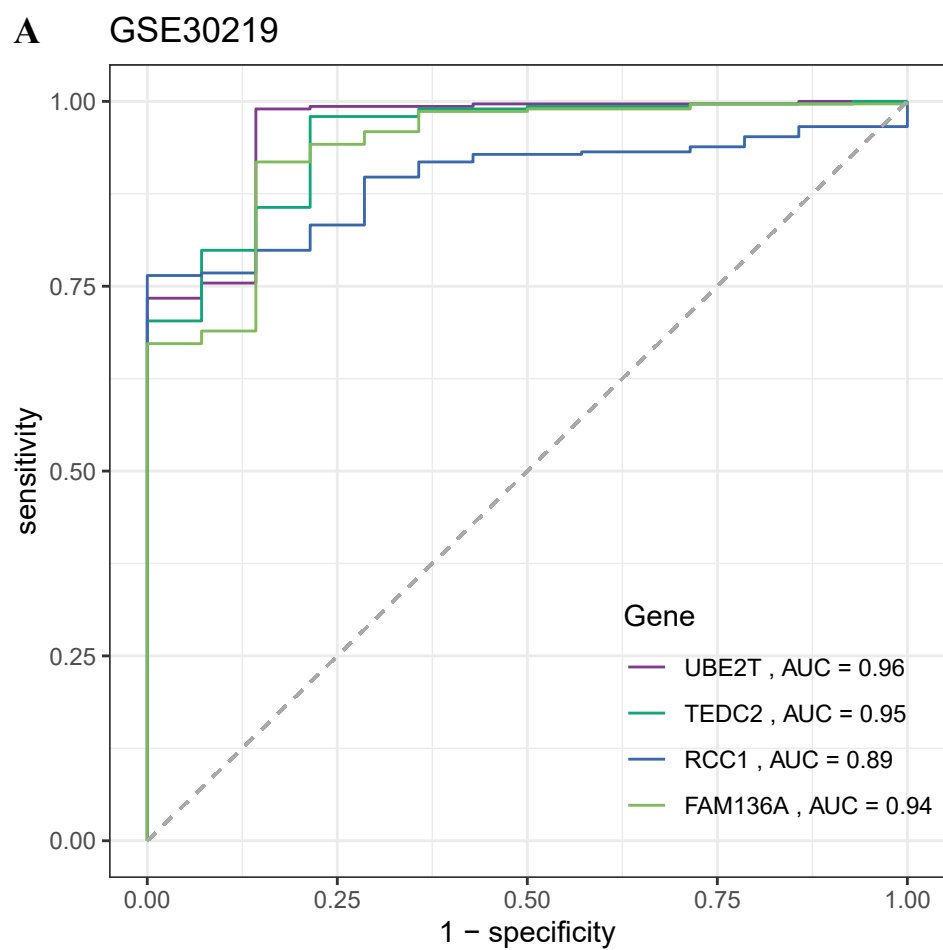 A GSE30219
1.00
0.75
0.50
0.25
0.00
sensitivity
Gene
UBE2T , AUC = 0.96
TEDC2 , AUC = 0.95
RCC1 , AUC = 0.89
FAM136A , AUC = 0.94
0.00 0.25 0.50 0.75 1.00
1 − specificity